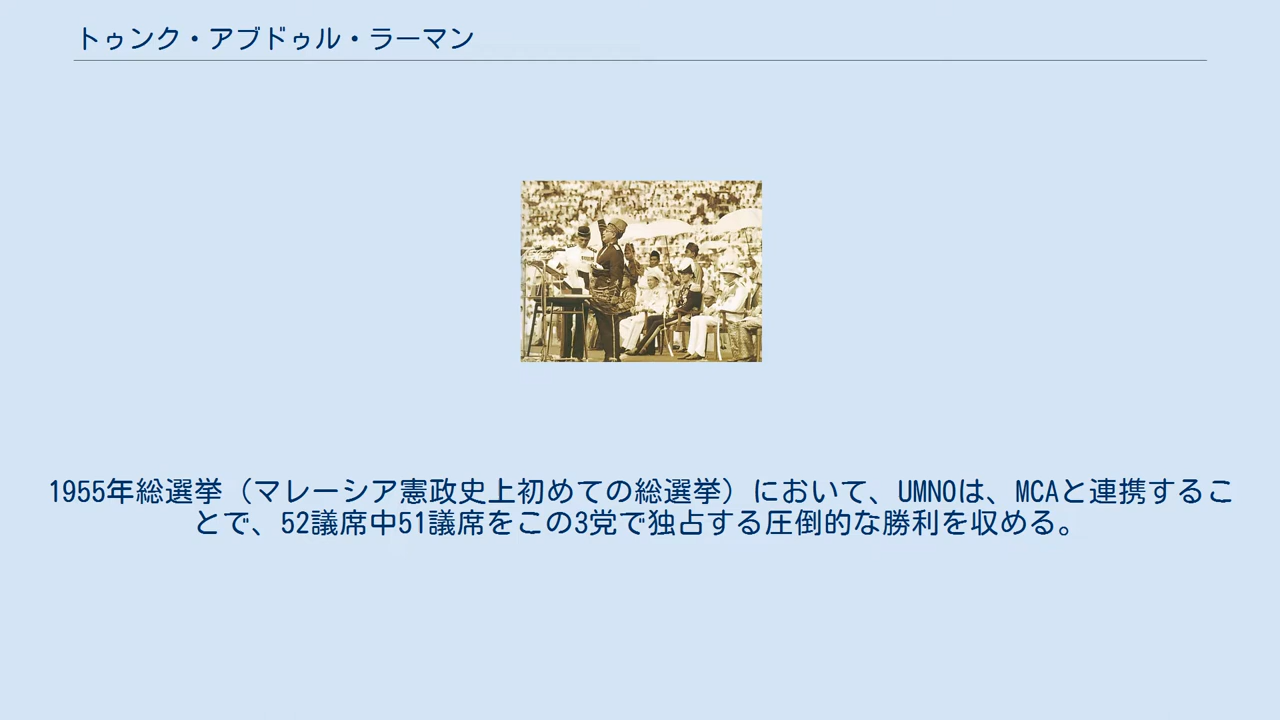 トゥンク・アブドゥル・ラーマン
1955年総選挙（マレーシア憲政史上初めての総選挙）において、UMNOは、MCAと連携するこ
とで、52議席中51議席をこの3党で独占する圧倒的な勝利を収める。